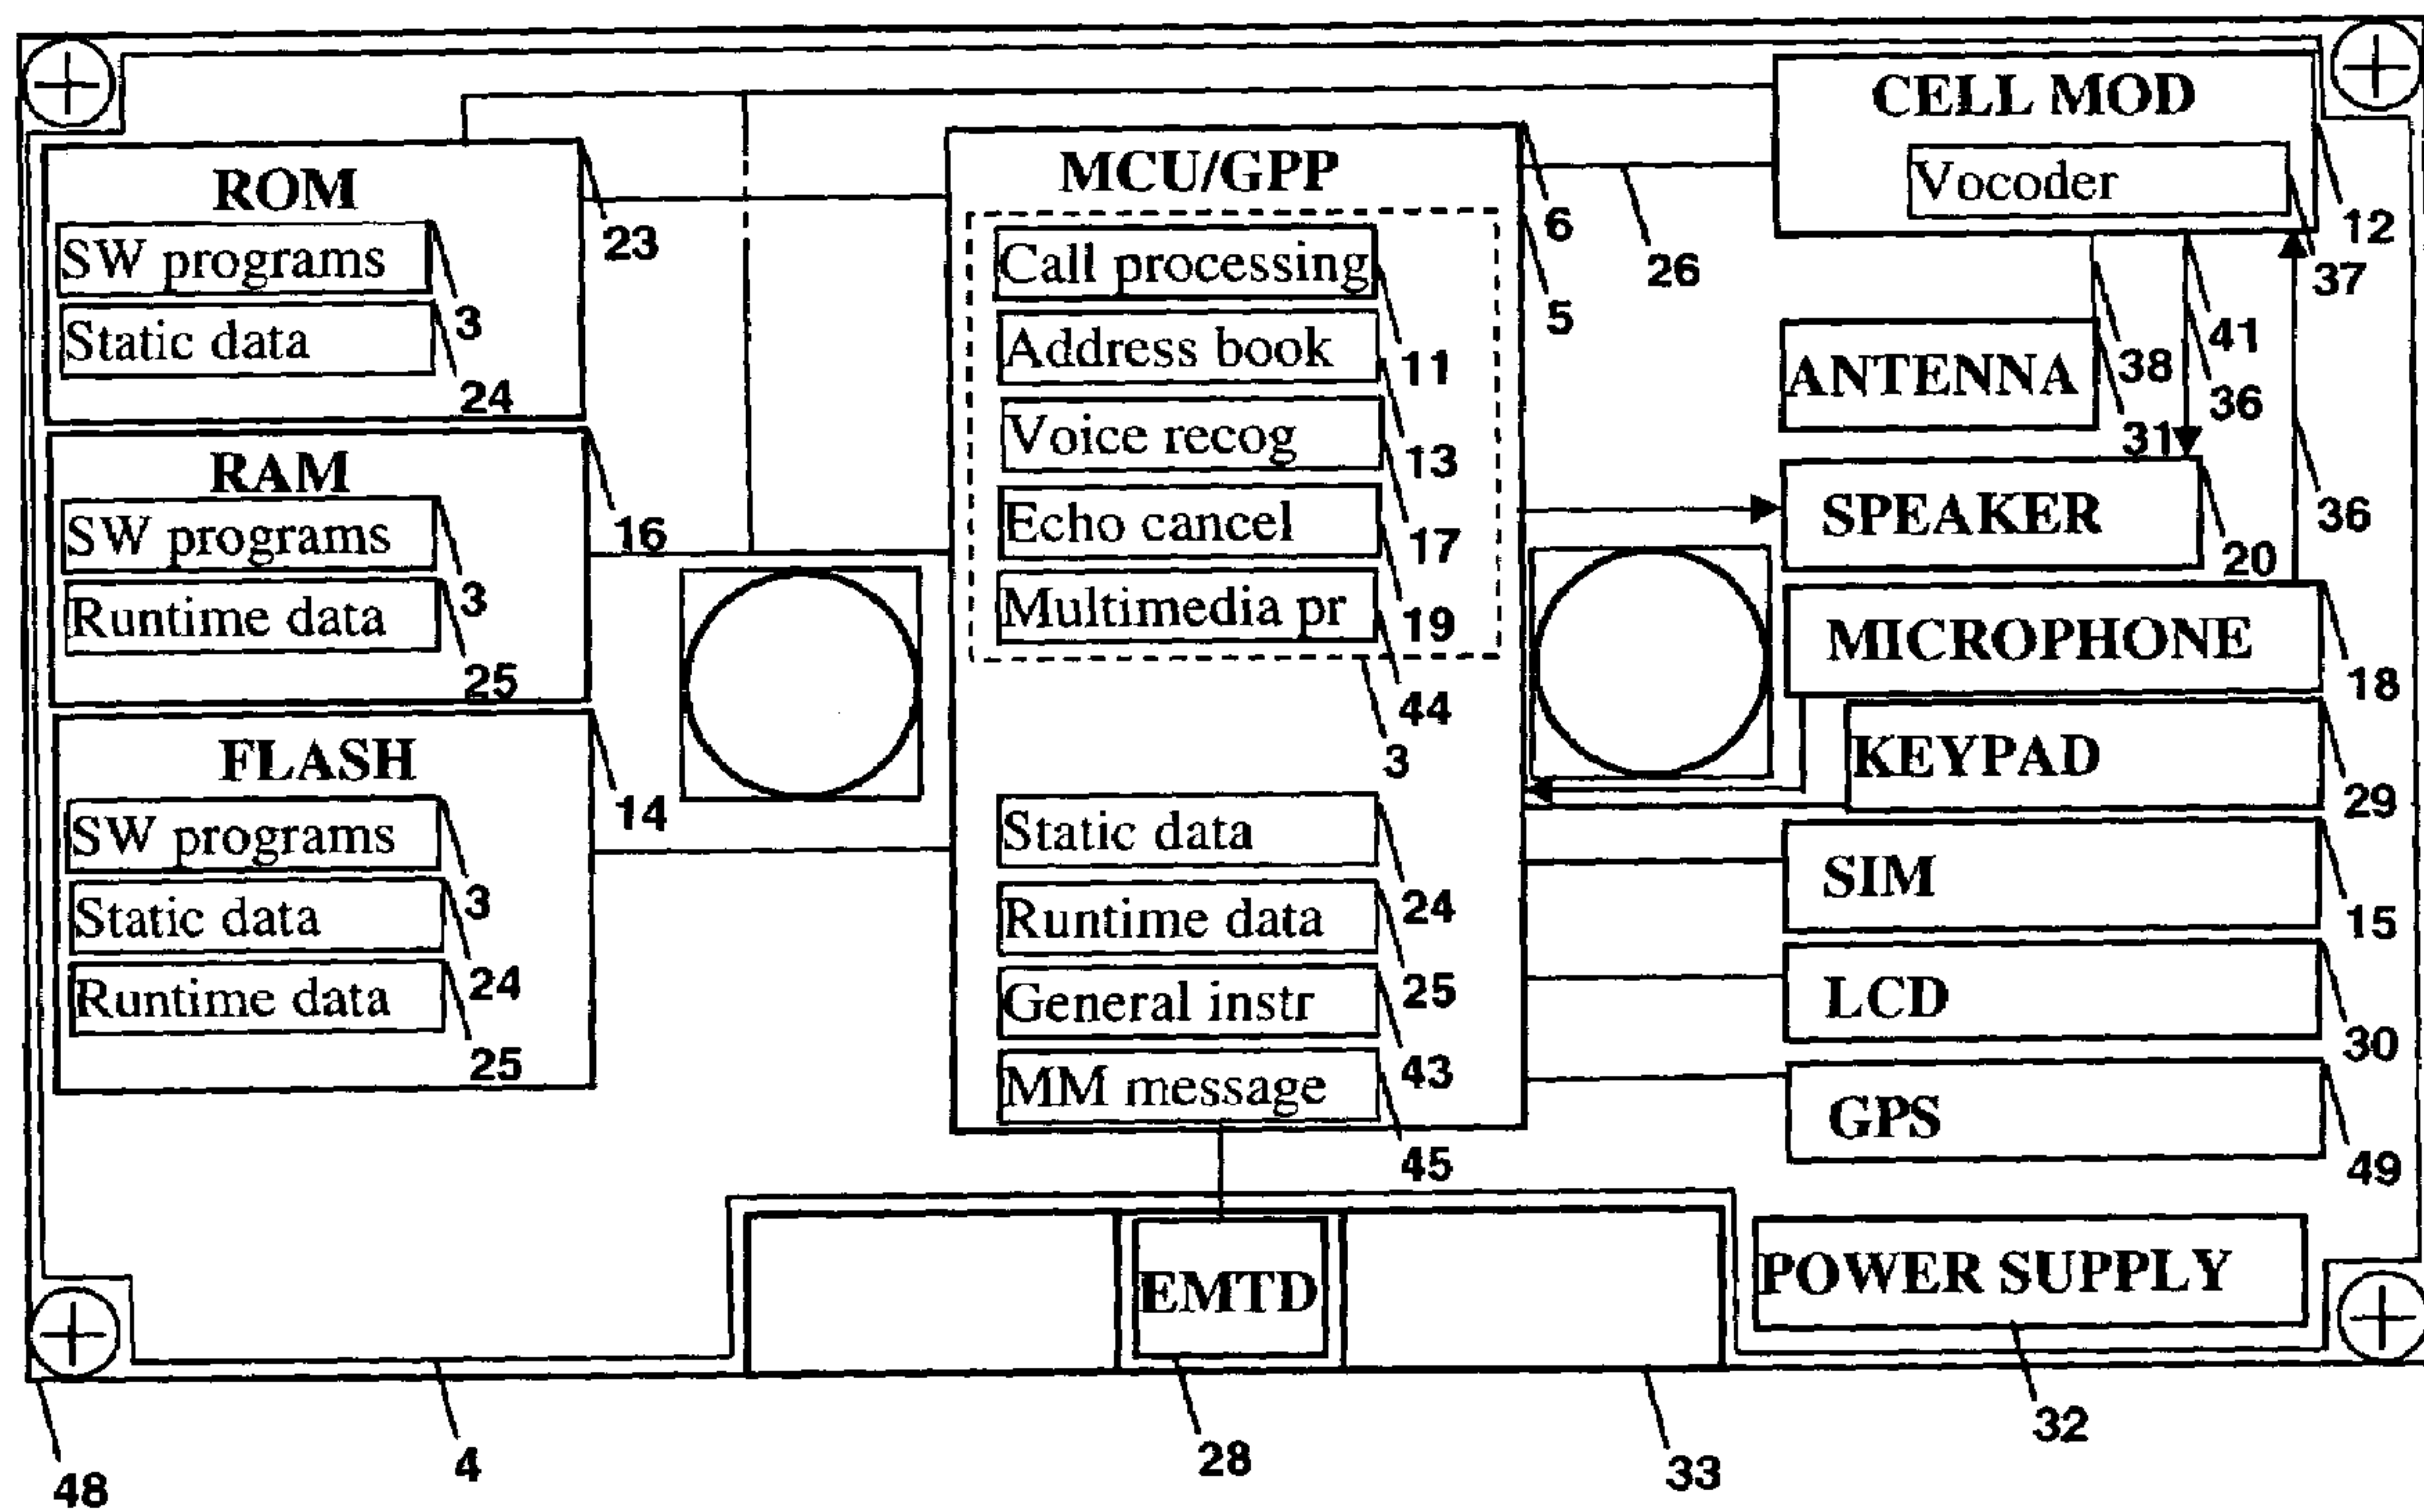 CELL MOD
Vocoder
12
37
ROM
SW programs
3
Static data
24
23
MCU/GPP
6
5
26
Call processing
11
Address book
13
Voice recog
17
Echo cancel
19
Multimedia pr
44
3
38
41
36
31
36
ANTENNA
RAM
SW programs
3
Runtime data
25
16
SPEAKER
20
MICROPHONE
18
FLASH
SW programs
3
Static data
24
Runtime data
25
14
KEYPAD
29
Static data
24
Runtime data
25
General instr
43
MM message
45
SIM
15
LCD
30
GPS
49
EMTD
POWER SUPPLY
48
4
28
33
32